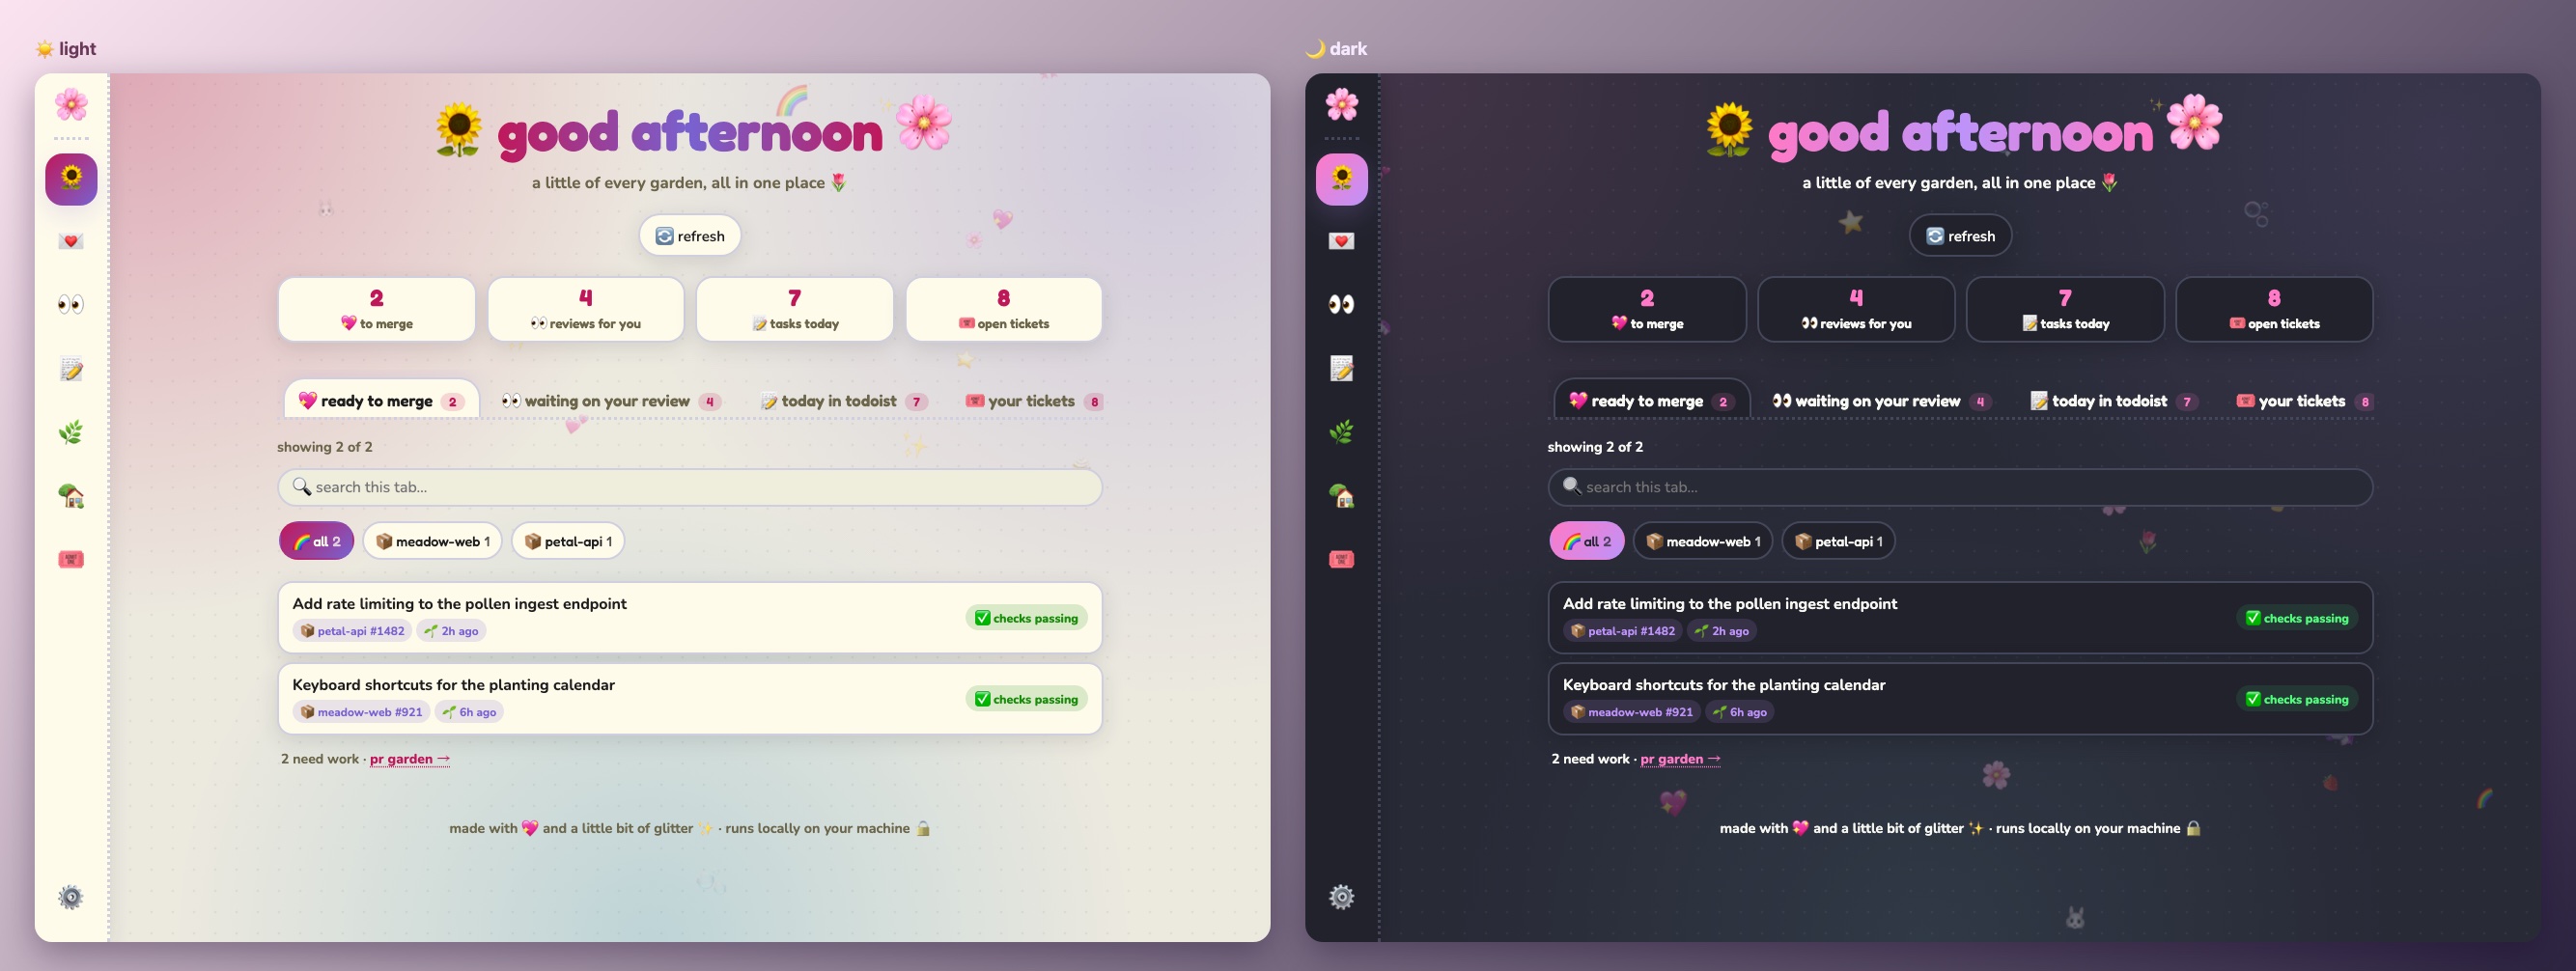 light
good afternoon
a little of every garden, all in one place
refresh
2
to merge
4
reviews for you
7
tasks today
8
open tickets
ready to merge 2
waiting on your review 4
today in todoist 7
your tickets 8
showing 2 of 2
search this tab...
all 2
meadow-web 1
petal-api 1
Add rate limiting to the pollen ingest endpoint
petal-api #1482
2h ago
checks passing
Keyboard shortcuts for the planting calendar
meadow-web #921
6h ago
checks passing
2 need work · pr garden →
made with 💖 and a little bit of glitter ✨ · runs locally on your machine
dark
good afternoon
a little of every garden, all in one place
refresh
2
to merge
4
reviews for you
7
tasks today
8
open tickets
ready to merge 2
waiting on your review 4
today in todoist 7
your tickets 8
showing 2 of 2
search this tab...
all 2
meadow-web 1
petal-api 1
Add rate limiting to the pollen ingest endpoint
petal-api #1482
2h ago
checks passing
Keyboard shortcuts for the planting calendar
meadow-web #921
6h ago
checks passing
2 need work · pr garden →
made with 💖 and a little bit of glitter ✨ · runs locally on your machine